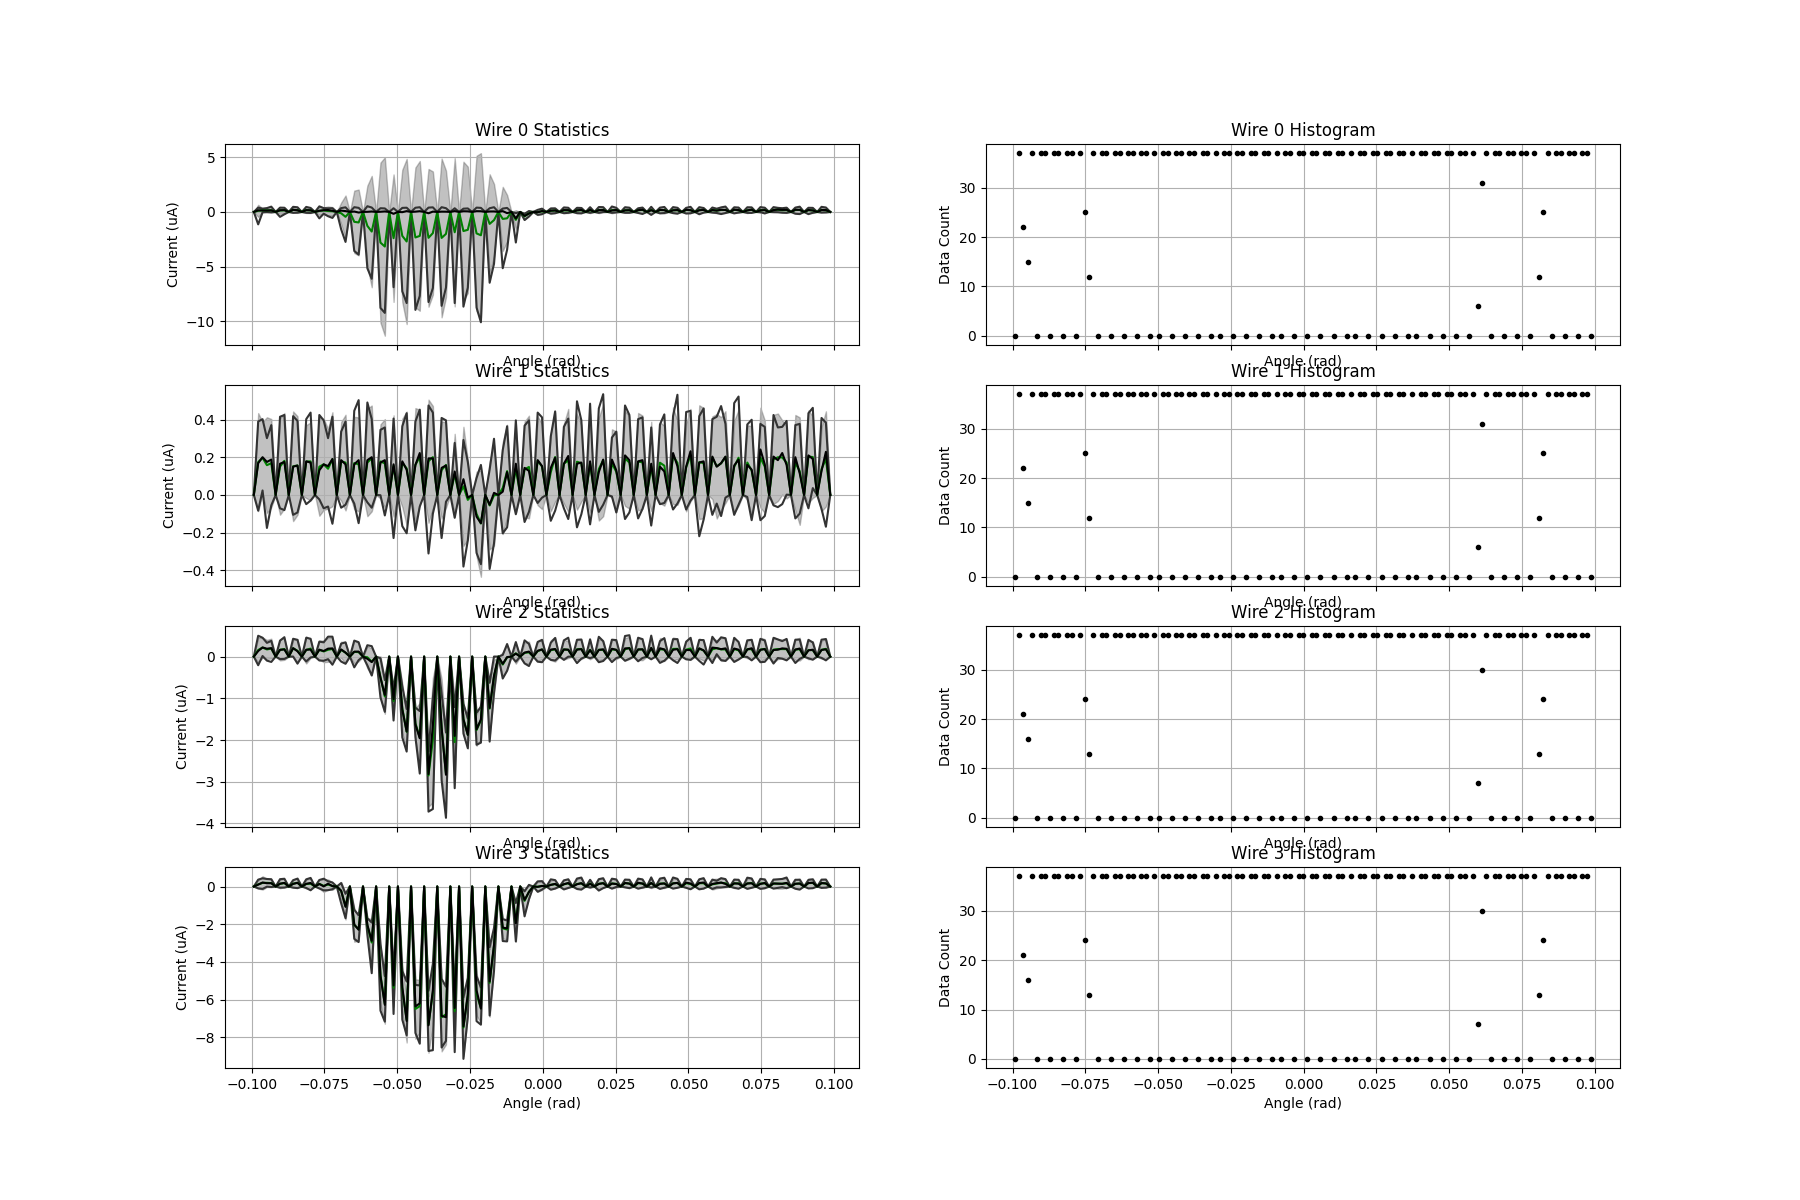 Wire 0 Statistics
Current (uA)
5
0
−5
−10
Angle (rad)
Wire 0 Histogram
Data Count
30
20
10
0
Angle (rad)
Wire 1 Statistics
Current (uA)
0.4
0.2
0.0
−0.2
−0.4
Angle (rad)
Wire 1 Histogram
Data Count
30
20
10
0
Angle (rad)
Wire 2 Statistics
Current (uA)
0
−1
−2
−3
−4
Angle (rad)
Wire 2 Histogram
Data Count
30
20
10
0
Angle (rad)
Wire 3 Statistics
Current (uA)
0
−2
−4
−6
−8
−0.100 −0.075 −0.050 −0.025 0.000 0.025 0.050 0.075 0.100
Angle (rad)
Wire 3 Histogram
Data Count
30
20
10
0
−0.100 −0.075 −0.050 −0.025 0.000 0.025 0.050 0.075 0.100
Angle (rad)